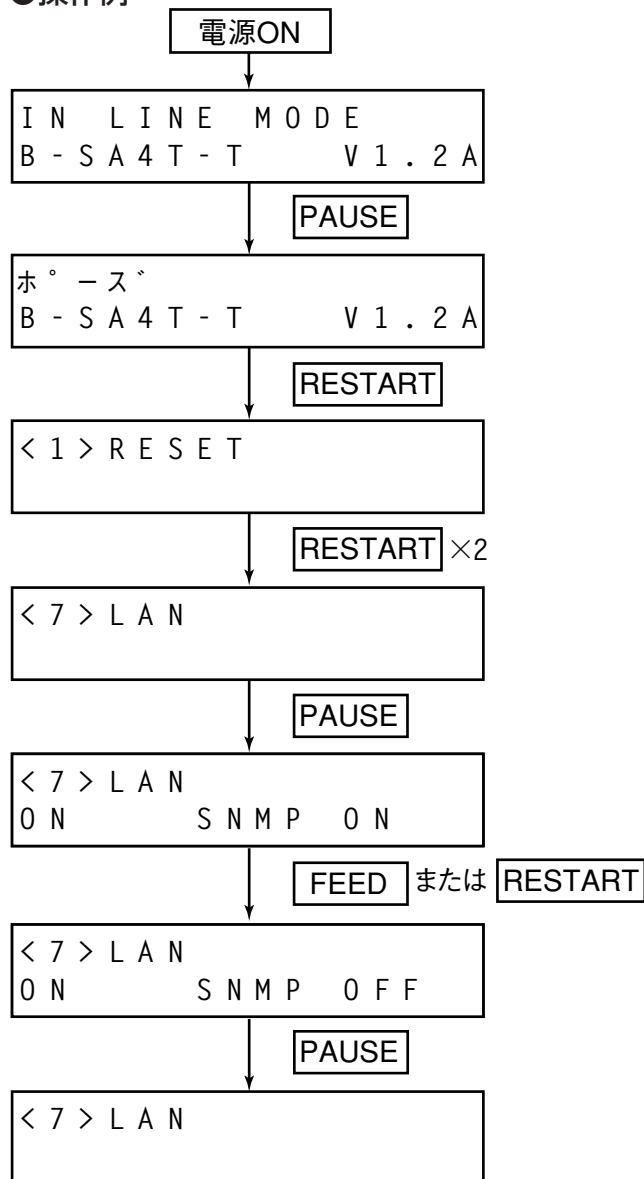 ●操作例
電源ON
IN LINE MODE
B-SA4T-T V1.2A
PAUSE
ホ゜ーズ
B-SA4T-T V1.2A
RESTART
<1>RESET
RESTART ×2
<7>LAN
PAUSE
<7>LAN
ON SNMP ON
FEED または RESTART
<7>LAN
ON SNMP OFF
PAUSE
<7>LAN